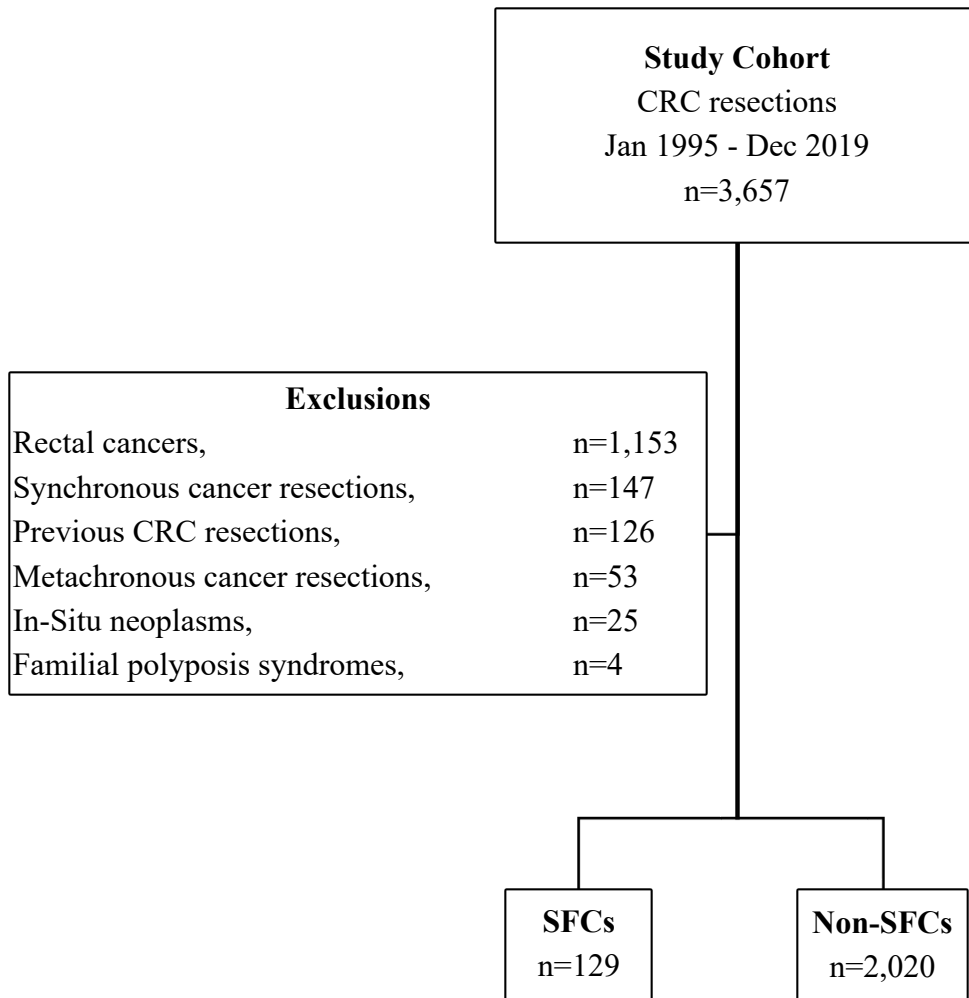 Study Cohort
CRC resections
Jan 1995 - Dec 2019
n=3,657
Exclusions
Rectal cancers, n=1,153
Synchronous cancer resections, n=147
Previous CRC resections, n=126
Metachronous cancer resections, n=53
In-Situ neoplasms, n=25
Familial polyposis syndromes, n=4
SFCs
n=129
Non-SFCs
n=2,020